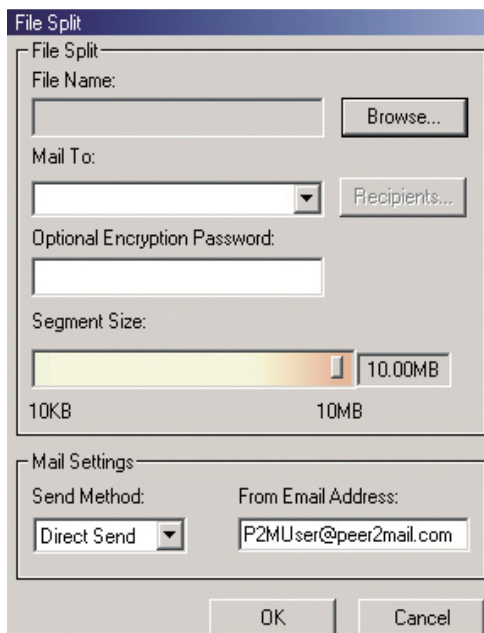 File Split
File Split
File Name:
Browse...
Mail To:
Recipients...
Optional Encryption Password:
Segment Size:
10.00MB
10KB 10MB
Mail Settings
Send Method: From Email Address:
Direct Send P2MUser@peer2mail.com
OK Cancel